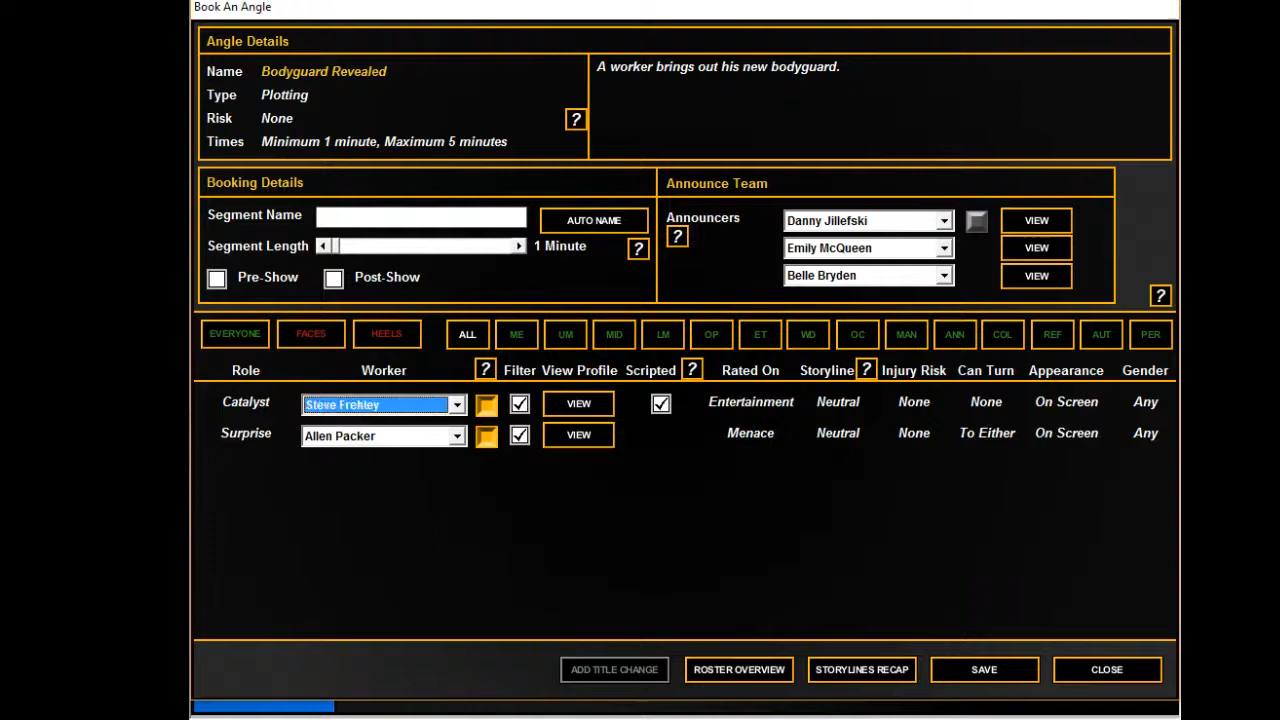 Book An Angle
Angle Details
Name Bodyguard Revealed
Type Plotting
Risk None
?
Times Minimum 1 minute, Maximum 5 minutes
A worker brings out his new bodyguard.
Booking Details
Segment Name AUTO NAME
Segment Length 1 Minute ?
Pre-Show Post-Show
Announce Team
Announcers Danny Jillefski VIEW
? Emily McQueen VIEW
Belle Bryden VIEW
?
EVERYONE FACES HEELS ALL ME UM MID LM OP ET WD OC MAN ANN COL REF AUT PER
Role Worker ? Filter View Profile Scripted ? Rated On Storyline ? Injury Risk Can Turn Appearance Gender
Catalyst Steve Frehley VIEW Entertainment Neutral None None On Screen Any
Surprise Allen Packer VIEW Menace Neutral None To Either On Screen Any
ADD TITLE CHANGE ROSTER OVERVIEW STORYLINES RECAP SAVE CLOSE